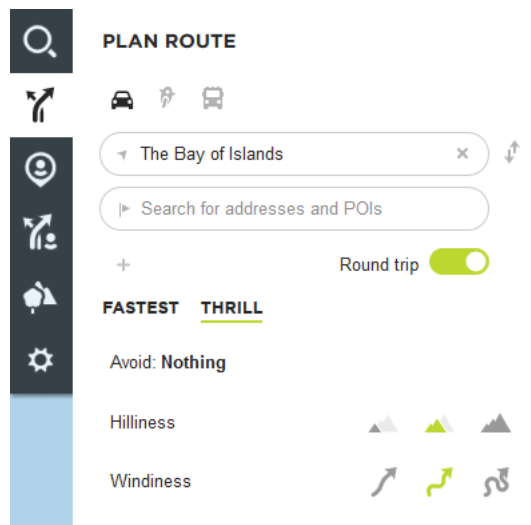 PLAN ROUTE
The Bay of Islands
Search for addresses and POIs
Round trip
FASTEST THRILL
Avoid: Nothing
Hilliness
Windiness